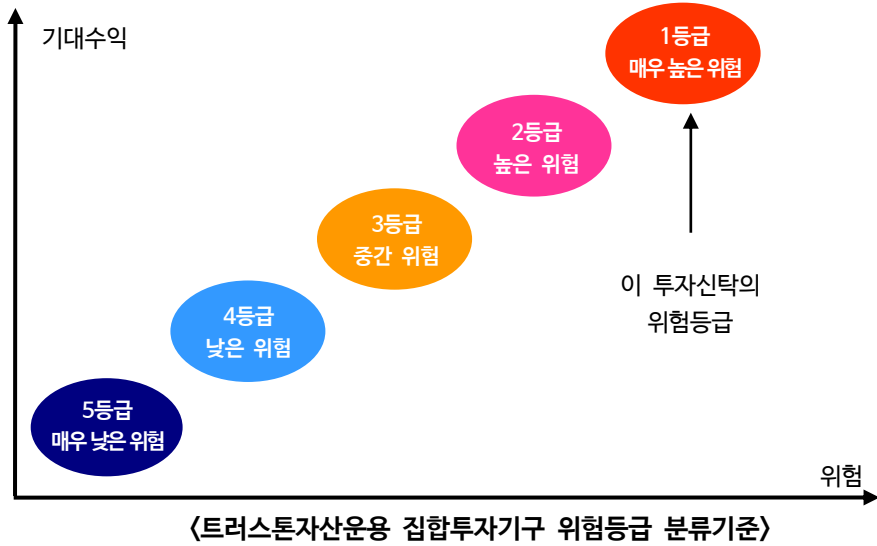 기대수익
1등급
매우 높은 위험
2등급
높은 위험
3등급
중간 위험
이 투자신탁의
위험등급
4등급
낮은 위험
5등급
매우 낮은 위험
위험
<트러스톤자산운용 집합투자기구 위험등급 분류기준>